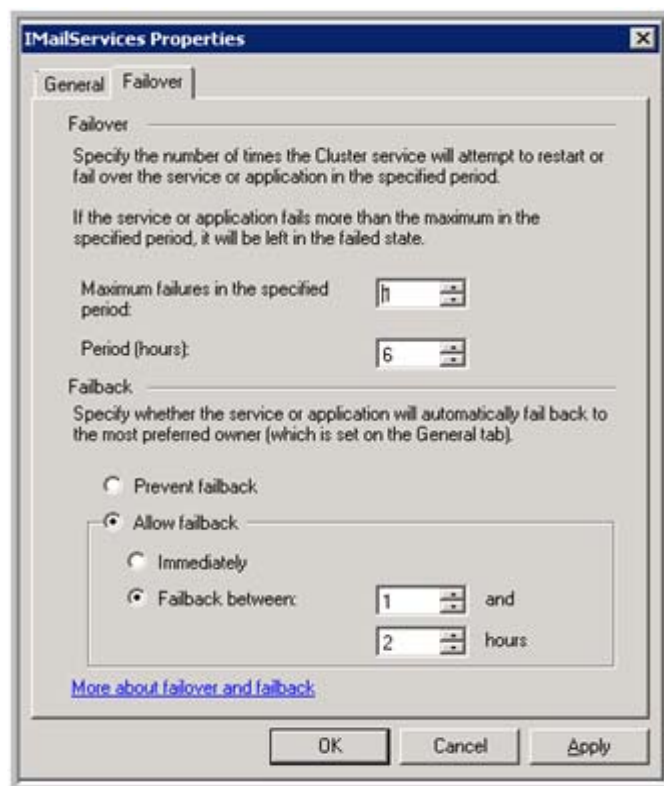 IMailServices Properties
General
Failover
Failover
Specify the number of times the Cluster service will attempt to restart or
fail over the service or application in the specified period.
If the service or application fails more than the maximum in the
specified period, it will be left in the failed state.
Maximum failures in the specified
period:
1
Period (hours):
6
Failback
Specify whether the service or application will automatically fail back to
the most preferred owner (which is set on the General tab).
Prevent failback
Allow failback
Immediately
Failback between:
1
and
2
hours
More about failover and failback
OK
Cancel
Apply